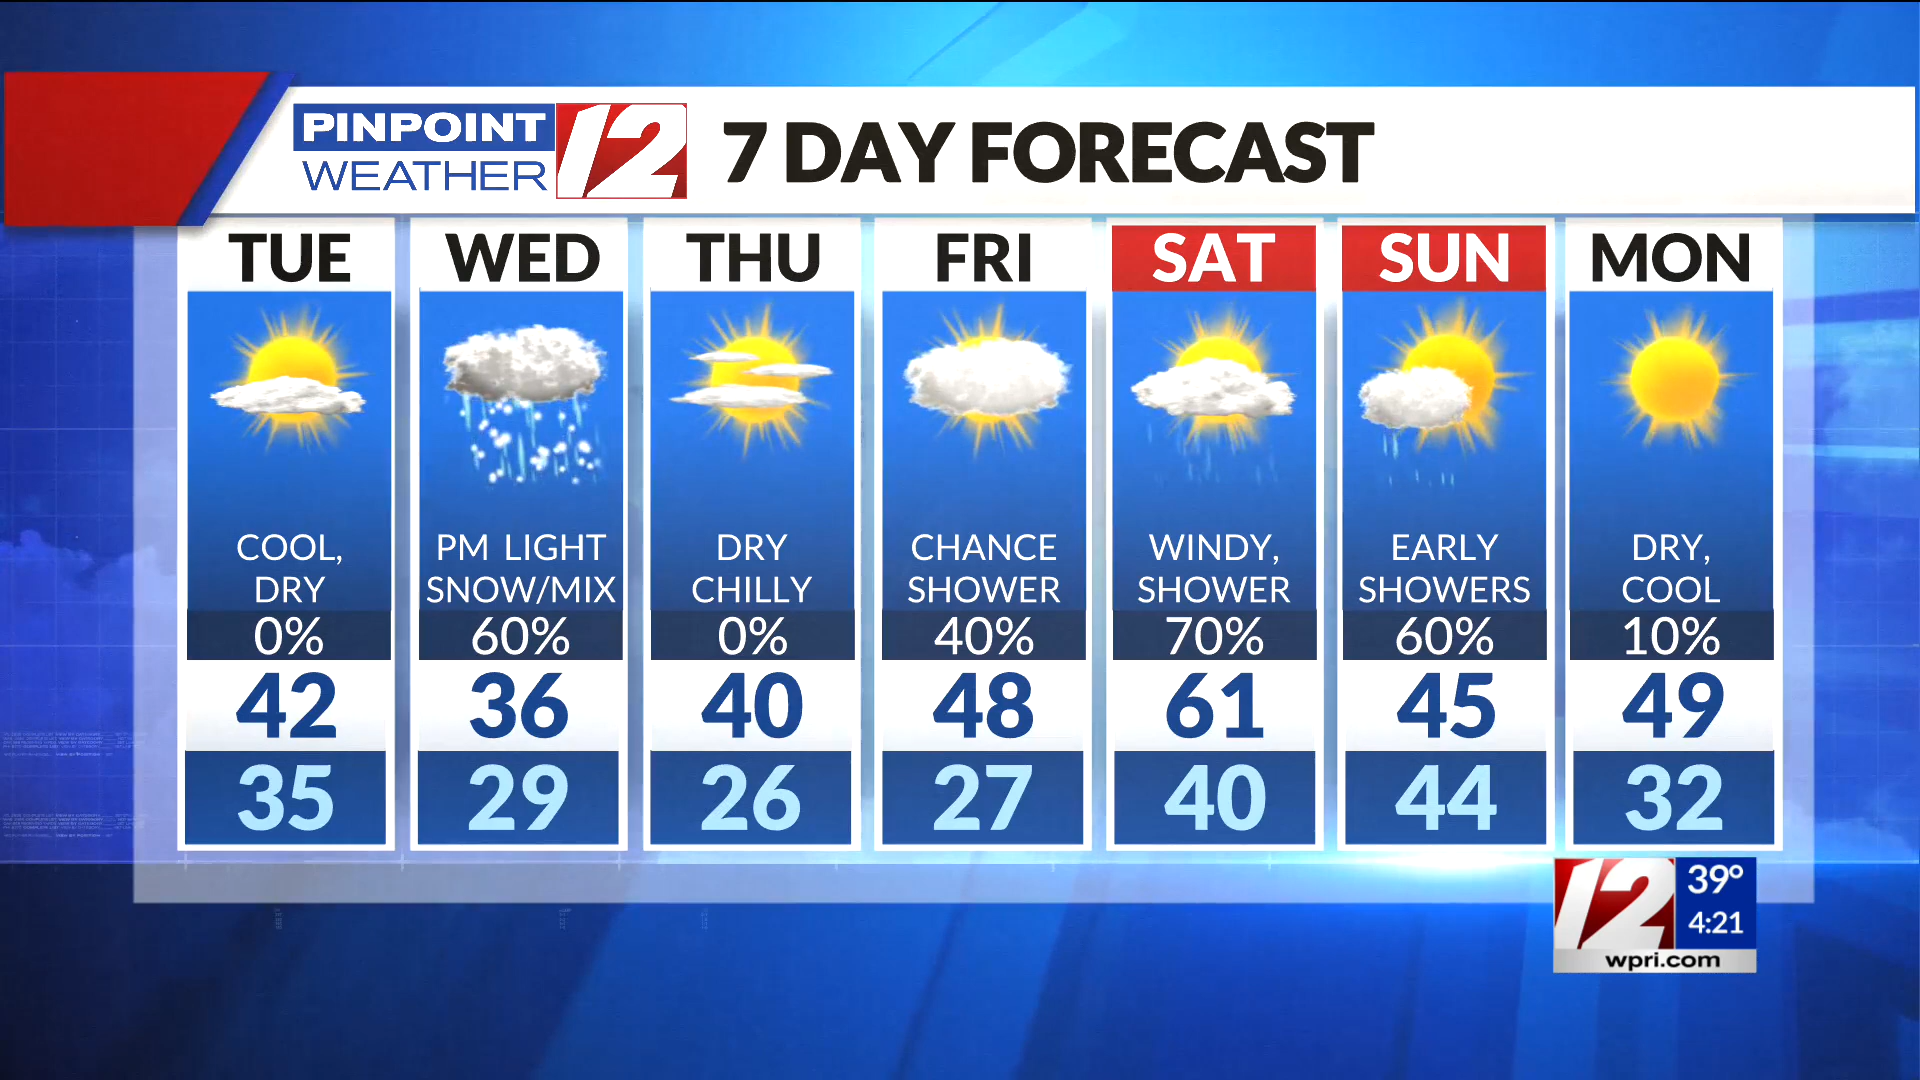 PINPOINT
WEATHER
12
7 DAY FORECAST
TUE
COOL,
DRY
0%
42
35
WED
PM LIGHT
SNOW/MIX
60%
36
29
THU
DRY
CHILLY
0%
40
26
FRI
CHANCE
SHOWER
40%
48
27
SAT
WINDY,
SHOWER
70%
61
40
SUN
EARLY
SHOWERS
60%
45
44
MON
DRY,
COOL
10%
49
32
12
39°
4:21
wpri.com